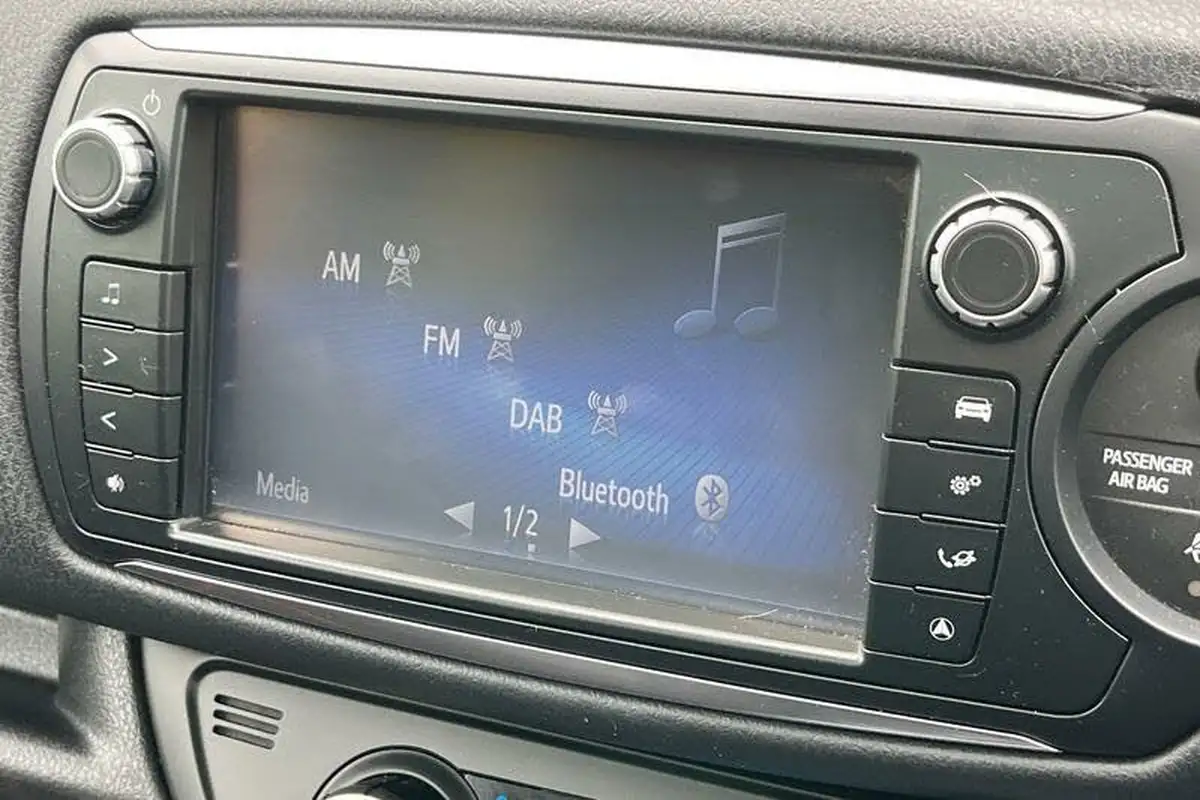 AM
FM
DAB
Bluetooth
Media
1/2
PASSENGER
AIR BAG